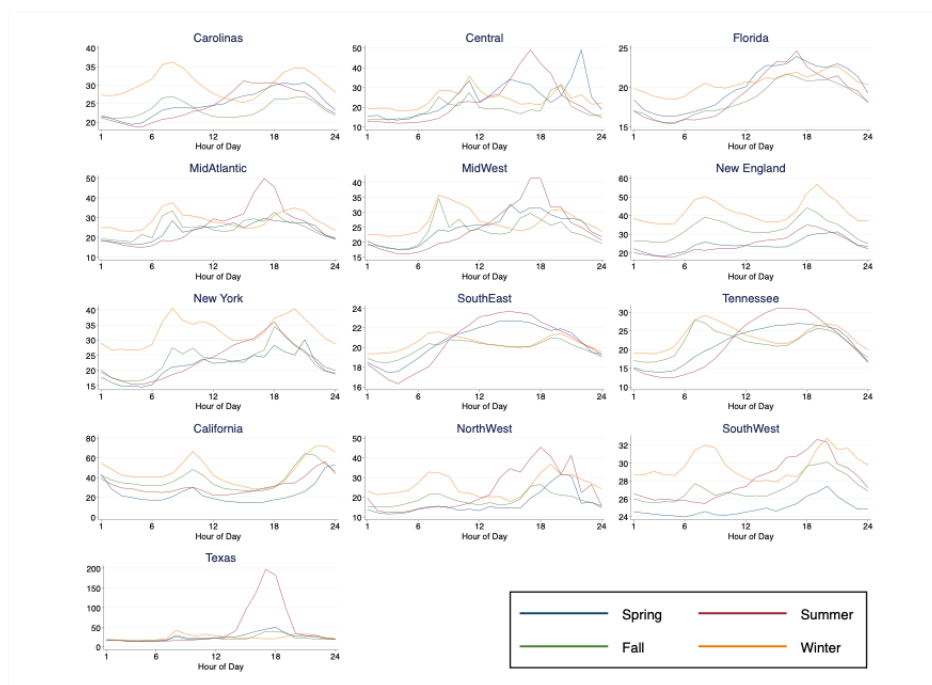 Carolinas
40
35
30
25
20
1 6 12 18 24
Hour of Day
Central
50
40
30
20
10
1 6 12 18 24
Hour of Day
Florida
25
20
15
1 6 12 18 24
Hour of Day
MidAtlantic
50
40
30
20
10
1 6 12 18 24
Hour of Day
MidWest
40
35
30
25
20
15
1 6 12 18 24
Hour of Day
New England
60
50
40
30
20
1 6 12 18 24
Hour of Day
New York
40
35
30
25
20
15
1 6 12 18 24
Hour of Day
SouthEast
24
22
20
18
16
1 6 12 18 24
Hour of Day
Tennessee
30
25
20
15
10
1 6 12 18 24
Hour of Day
California
80
60
40
20
0
1 6 12 18 24
Hour of Day
NorthWest
50
40
30
20
10
1 6 12 18 24
Hour of Day
SouthWest
32
30
28
26
24
1 6 12 18 24
Hour of Day
Texas
200
150
100
50
0
1 6 12 18 24
Hour of Day
Spring Summer
Fall Winter